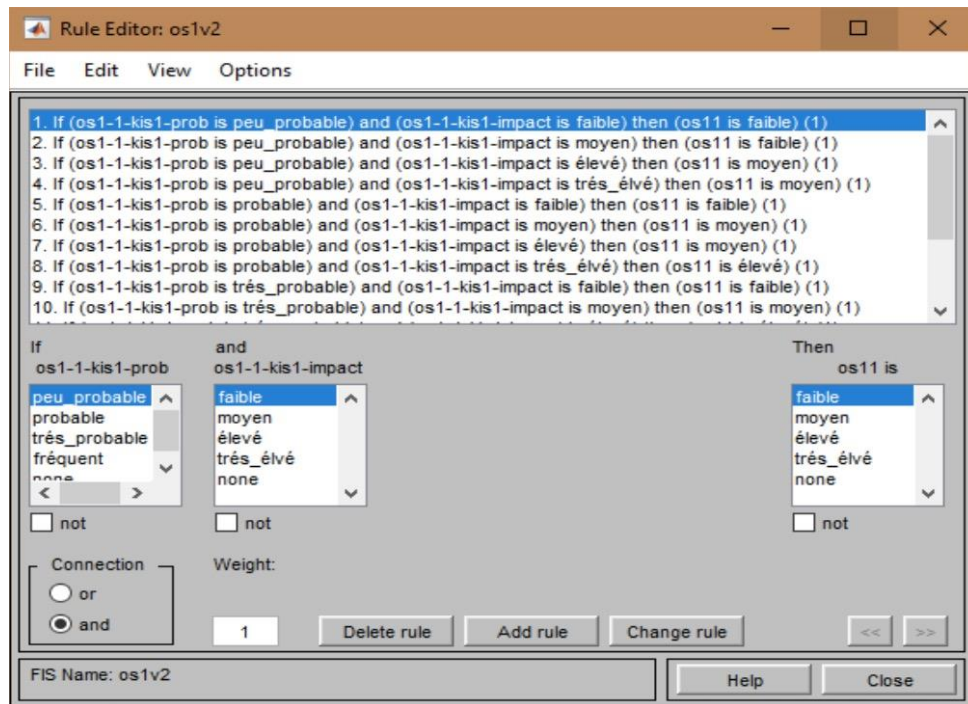 Rule Editor: os1v2
File Edit View Options
1. If (os1-1-kis1-prob is peu_probable) and (os1-1-kis1-impact is faible) then (os11 is faible) (1)
2. If (os1-1-kis1-prob is peu_probable) and (os1-1-kis1-impact is moyen) then (os11 is faible) (1)
3. If (os1-1-kis1-prob is peu_probable) and (os1-1-kis1-impact is élevé) then (os11 is moyen) (1)
4. If (os1-1-kis1-prob is peu_probable) and (os1-1-kis1-impact is trés_élvé) then (os11 is moyen) (1)
5. If (os1-1-kis1-prob is probable) and (os1-1-kis1-impact is faible) then (os11 is faible) (1)
6. If (os1-1-kis1-prob is probable) and (os1-1-kis1-impact is moyen) then (os11 is moyen) (1)
7. If (os1-1-kis1-prob is probable) and (os1-1-kis1-impact is élevé) then (os11 is moyen) (1)
8. If (os1-1-kis1-prob is probable) and (os1-1-kis1-impact is trés_élvé) then (os11 is élevé) (1)
9. If (os1-1-kis1-prob is trés_probable) and (os1-1-kis1-impact is faible) then (os11 is faible) (1)
10. If (os1-1-kis1-prob is trés_probable) and (os1-1-kis1-impact is moyen) then (os11 is moyen) (1)
If and Then
os1-1-kis1-prob os1-1-kis1-impact os11 is
peu_probable faible faible
probable moyen moyen
trés_probable élevé élevé
fréquent trés_élvé trés_élvé
none none none
not not not
Connection Weight:
or
and 1 Delete rule Add rule Change rule << >>
FIS Name: os1v2 Help Close